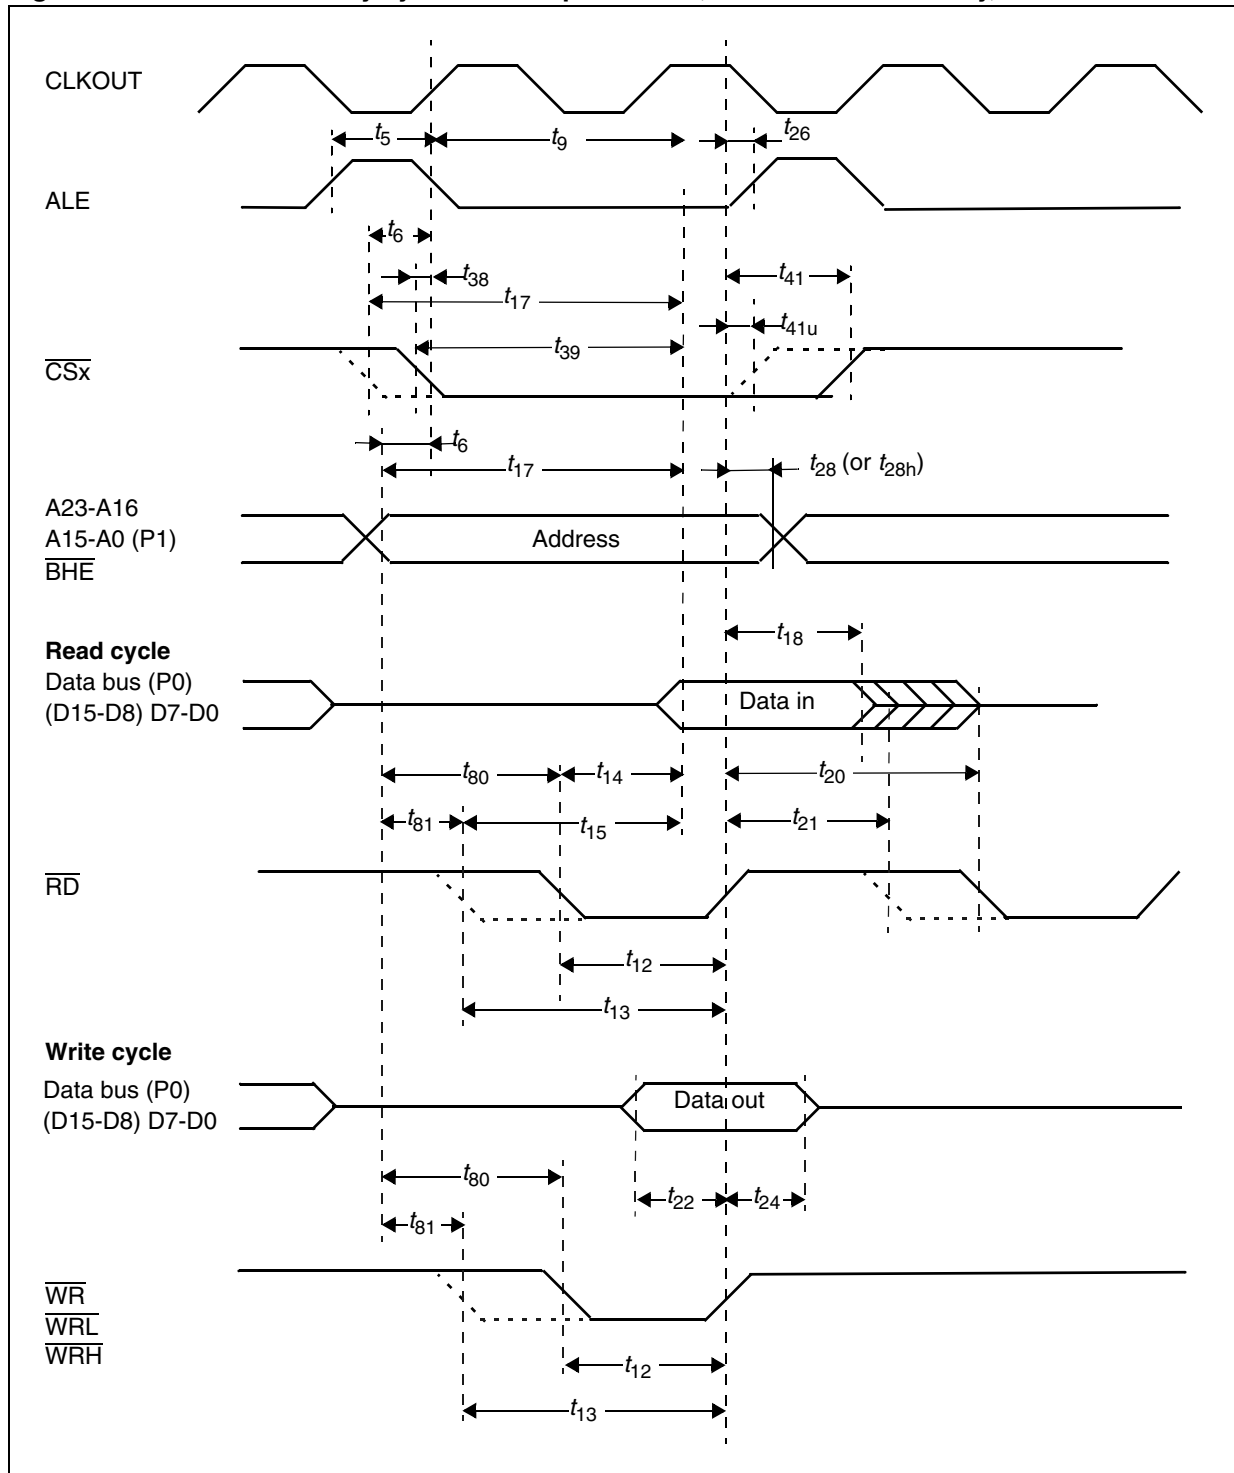 CLKOUT
t5
t9
t26
ALE
t6
t38
t41
t17
t41u
t39
CSx
t6
t17
t28 (or t28h)
A23-A16
A15-A0 (P1)
Address
BHE
t18
Read cycle
Data bus (P0)
Data in
(D15-D8) D7-D0
t80
t14
t20
t81
t15
t21
RD
t12
t13
Write cycle
Data bus (P0)
Data out
(D15-D8) D7-D0
t80
t22
t24
t81
WR
WRL
WRH
t12
t13